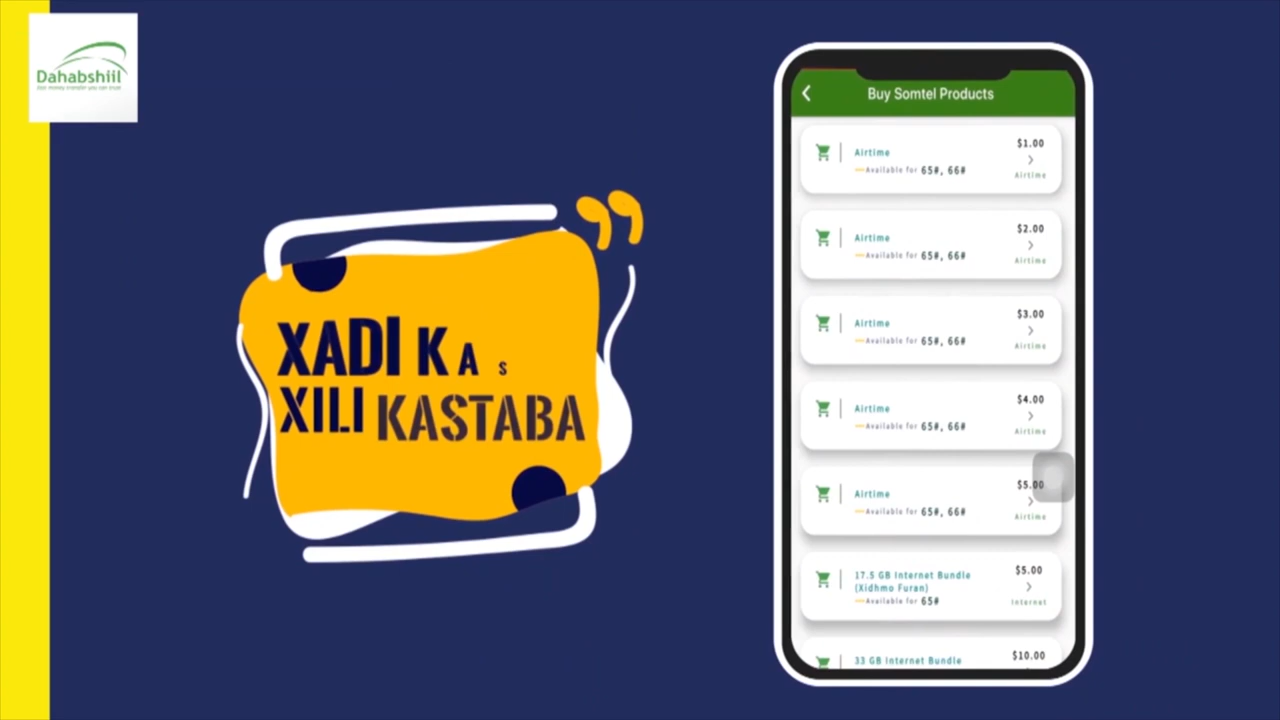 Dahabshiil
XADI KAS
XILI KASTABA
Buy Somtel Products
Airtime
Available for 65#, 66#
$1.00
Airtime
Airtime
Available for 65#, 66#
$2.00
Airtime
Airtime
Available for 65#, 66#
$3.00
Airtime
Airtime
Available for 65#, 66#
$4.00
Airtime
Airtime
Available for 65#, 66#
$5.00
Airtime
17.5 GB Internet Bundle
(Xidhmo Furan)
Available for 65#
$5.00
Internet
33 GB Internet Bundle
$10.00